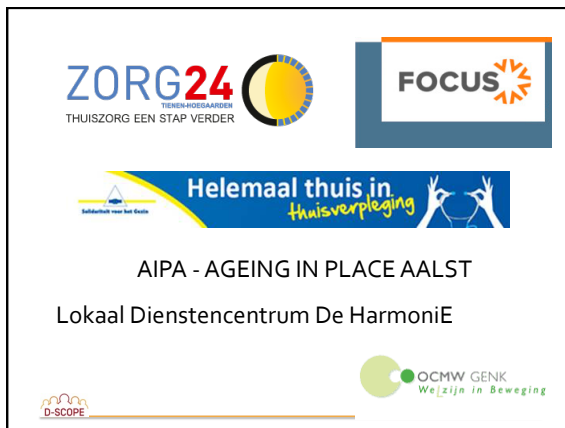 ZORG24
TIENEN-HOEGAARDEN
THUISZORG EEN STAP VERDER
FOCUS
Helemaal thuis in
thuisverpleging
Solidariteit voor het Gezin
AIPA - AGEING IN PLACE AALST
Lokaal Dienstencentrum De HarmoniE
OCMW GENK
Welzijn in Beweging
D-SCOPE